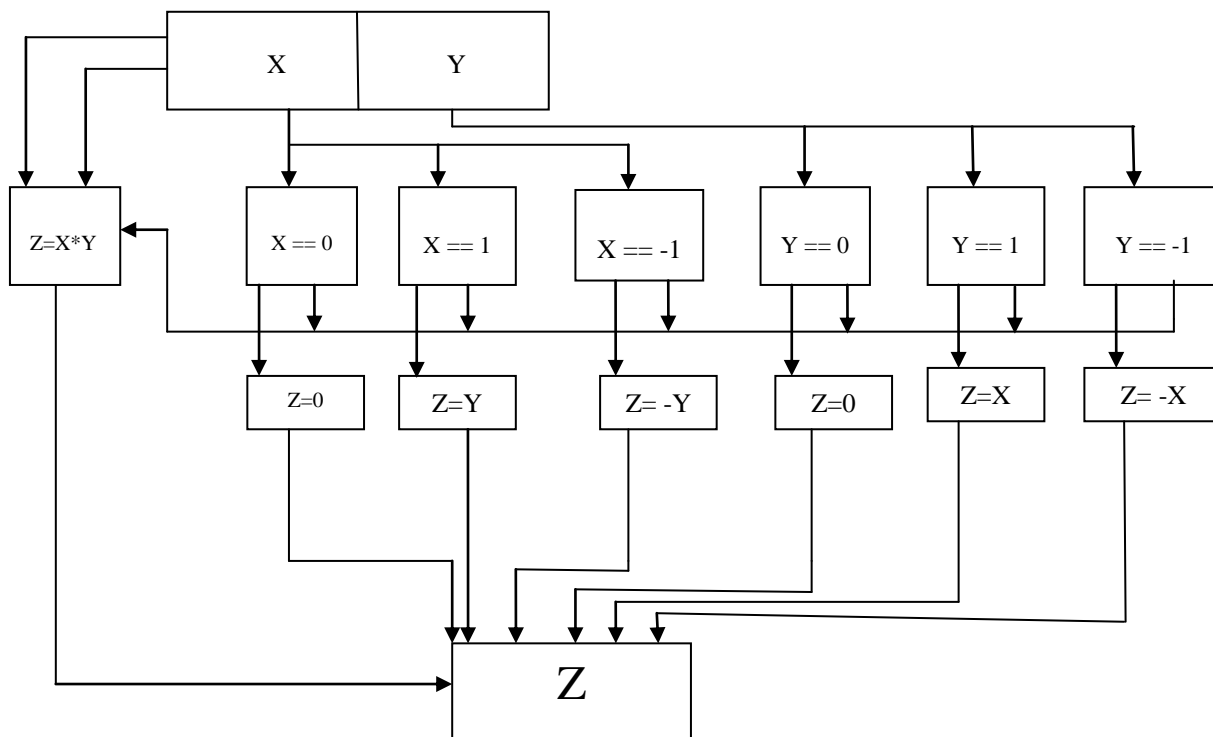 X
Y
Z=X*Y
X == 0
X == 1
X == -1
Y == 0
Y == 1
Y == -1
Z=0
Z=Y
Z= -Y
Z=0
Z=X
Z= -X
Z